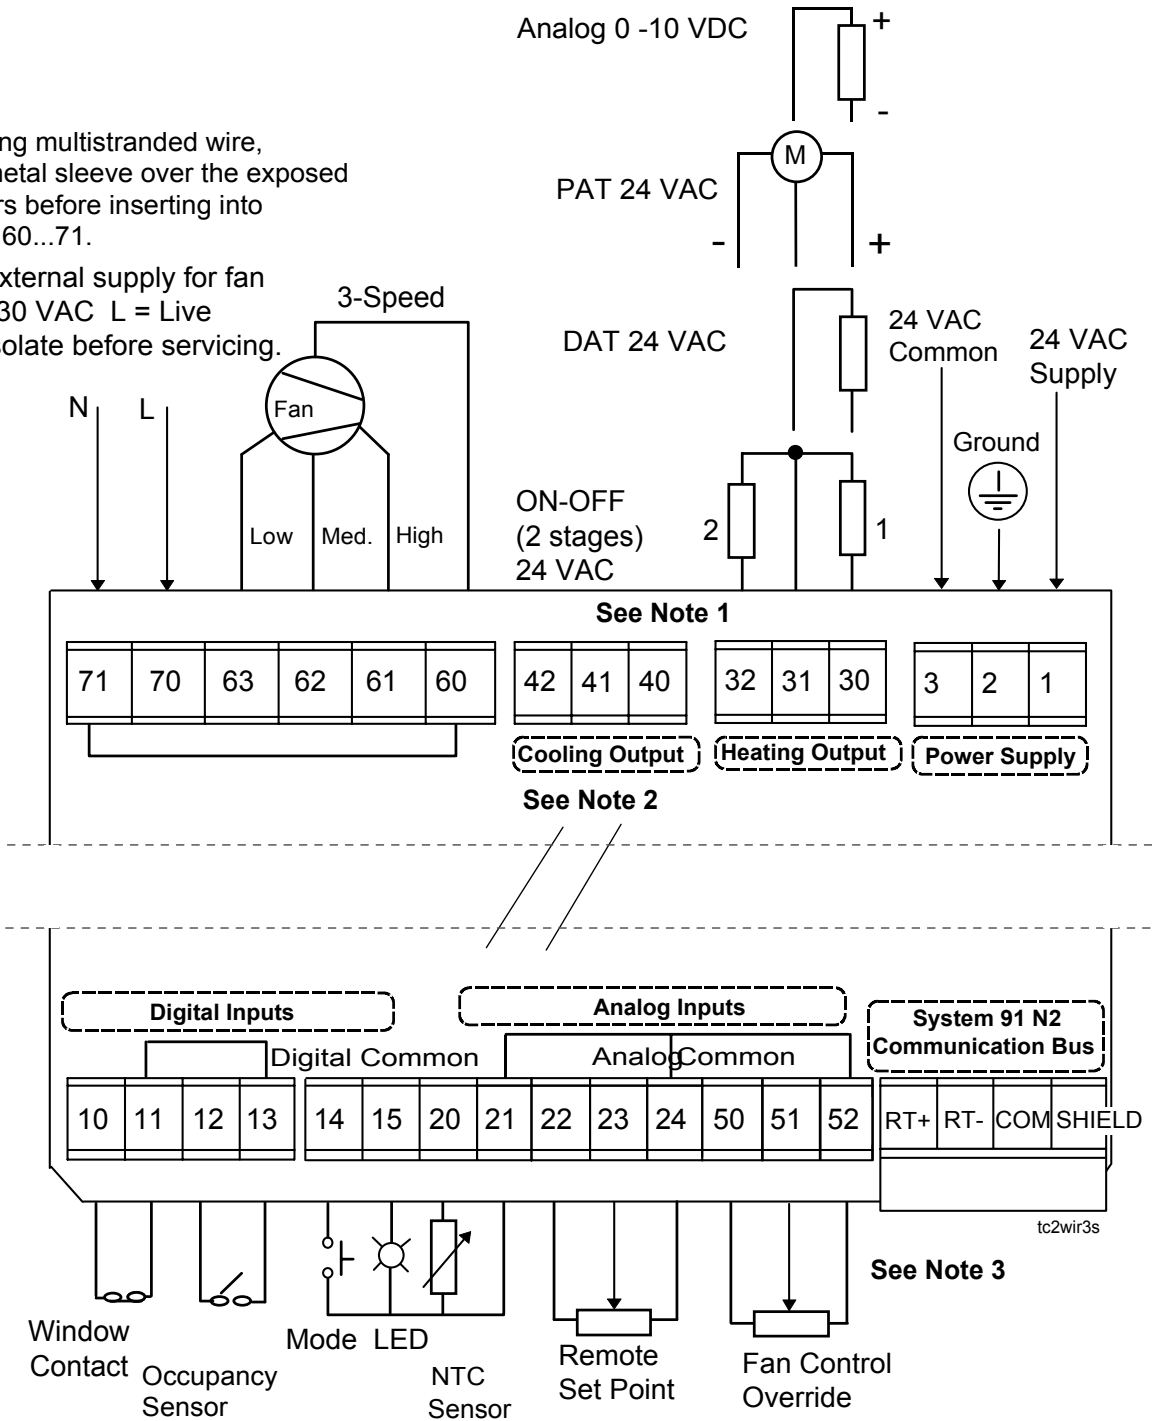 Analog 0 -10 VDC
+
-
ng multistranded wire,
netal sleeve over the exposed
rs before inserting into
60...71.
M
PAT 24 VAC
-
+
xternal supply for fan
30 VAC L = Live
solate before servicing.
3-Speed
DAT 24 VAC
24 VAC
Common
24 VAC
Supply
N
L
Fan
Ground
Low
Med.
High
ON-OFF
(2 stages)
24 VAC
2
1
See Note 1
71 70 63 62 61 60
42 41 40
32 31 30
3 2 1
Cooling Output
Heating Output
Power Supply
See Note 2
Digital Inputs
Analog Inputs
System 91 N2
Communication Bus
Digital Common
Analog Common
10 11 12 13
14 15 20 21 22 23 24 50 51 52
RT+ RT- COM SHIELD
tc2wir3s
See Note 3
Window
Contact
Occupancy
Sensor
Mode
LED
NTC
Sensor
Remote
Set Point
Fan Control
Override